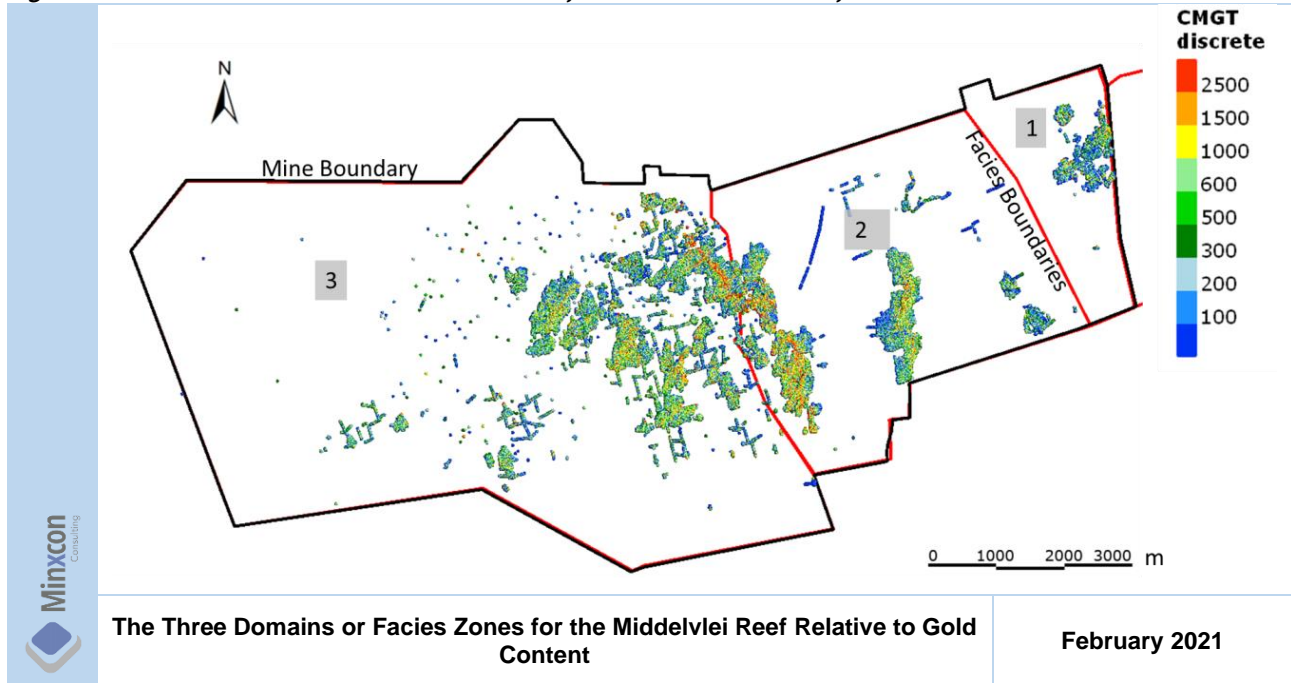 CMGT
discrete
2500
1500
1000
600
500
300
200
100
N
Mine Boundary
Facies Boundaries
1
2
3
0 1000 2000 3000 m
Minxcon
Consulting
The Three Domains or Facies Zones for the Middelvlei Reef Relative to Gold
Content
February 2021